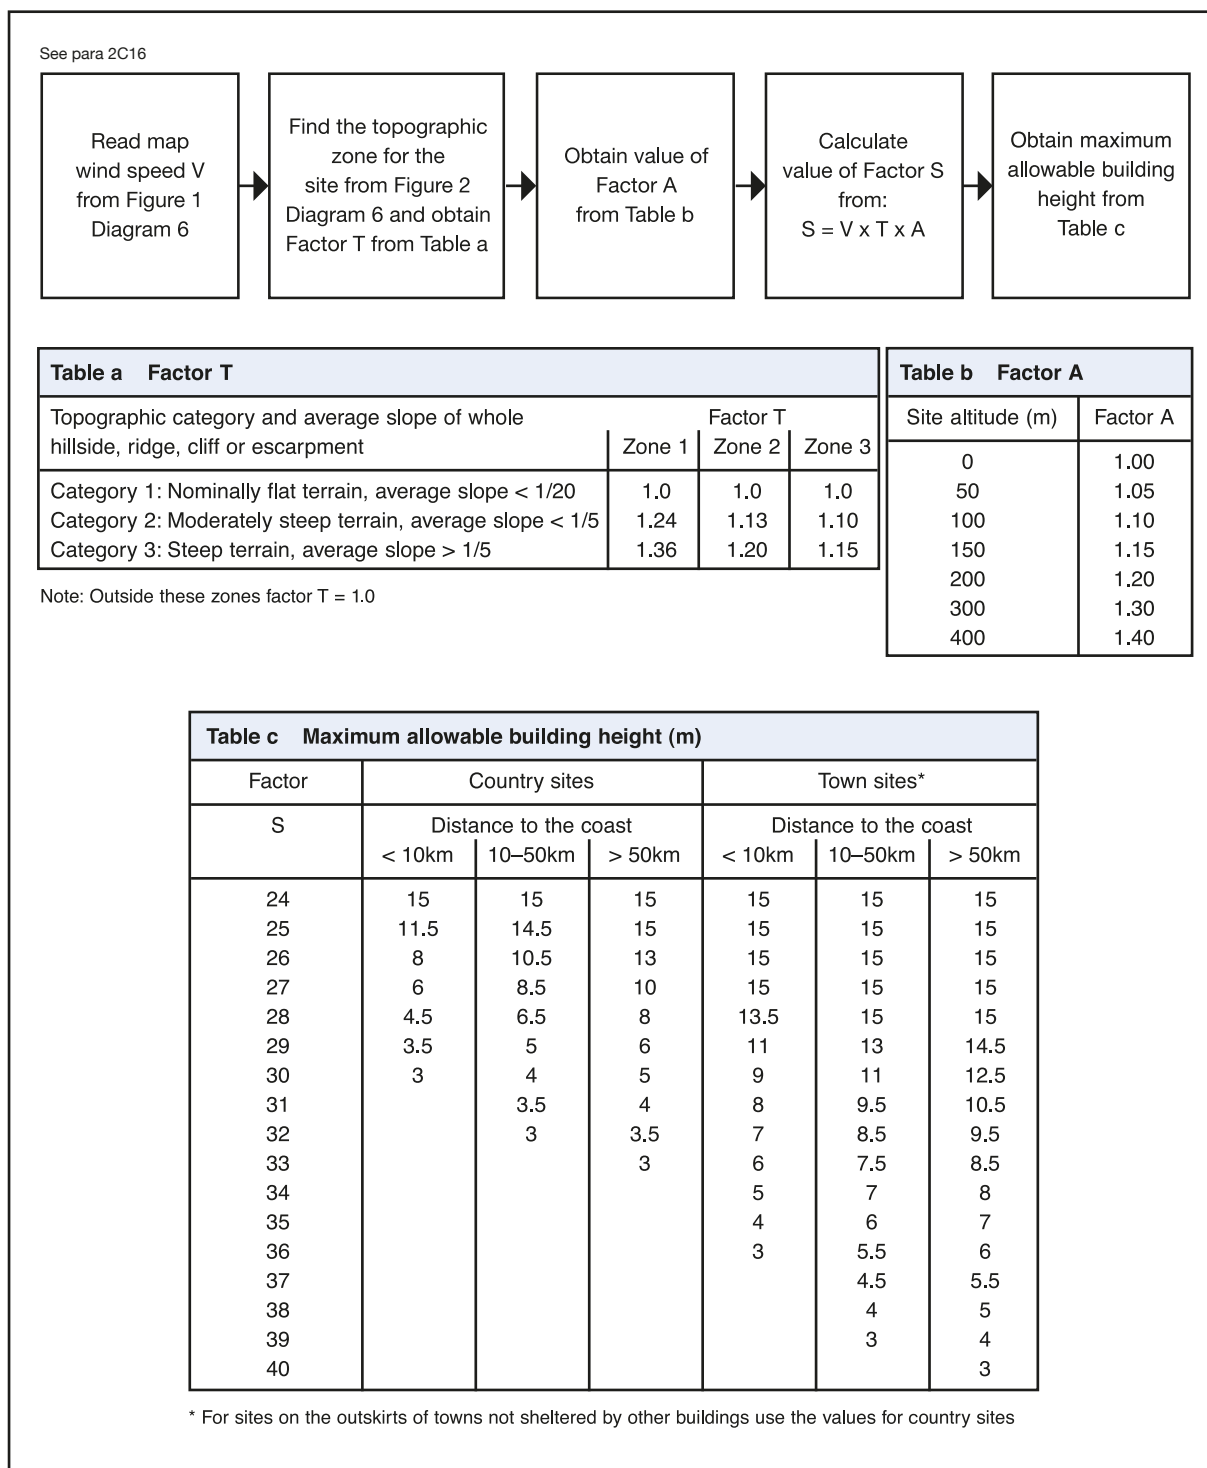 See para 2C16
Read map
wind speed V
from Figure 1
Diagram 6
Find the topographic
zone for the
site from Figure 2
Diagram 6 and obtain
Factor T from Table a
Obtain value of
Factor A
from Table b
Calculate
value of Factor S
from:
S = V x T x A
Obtain maximum
allowable building
height from
Table c
Table a Factor T
Topographic category and average slope of whole
hillside, ridge, cliff or escarpment
Factor T
Zone 1 Zone 2 Zone 3
Category 1: Nominally flat terrain, average slope < 1/20 1.0 1.0 1.0
Category 2: Moderately steep terrain, average slope < 1/5 1.24 1.13 1.10
Category 3: Steep terrain, average slope > 1/5 1.36 1.20 1.15
Note: Outside these zones factor T = 1.0
Table b Factor A
Site altitude (m) Factor A
0 1.00
50 1.05
100 1.10
150 1.15
200 1.20
300 1.30
400 1.40
Table c Maximum allowable building height (m)
Factor Country sites Town sites*
S Distance to the coast Distance to the coast
< 10km 10–50km > 50km < 10km 10–50km > 50km
24 15 15 15 15 15 15
25 11.5 14.5 15 15 15 15
26 8 10.5 13 15 15 15
27 6 8.5 10 15 15 15
28 4.5 6.5 8 13.5 15 15
29 3.5 5 6 11 13 14.5
30 3 4 5 9 11 12.5
31 3.5 4 8 9.5 10.5
32 3 3.5 7 8.5 9.5
33 3 6 7.5 8.5
34 5 7 8
35 4 6 7
36 3 5.5 6
37 4.5 5.5
38 4 5
39 3 4
40 3
* For sites on the outskirts of towns not sheltered by other buildings use the values for country sites